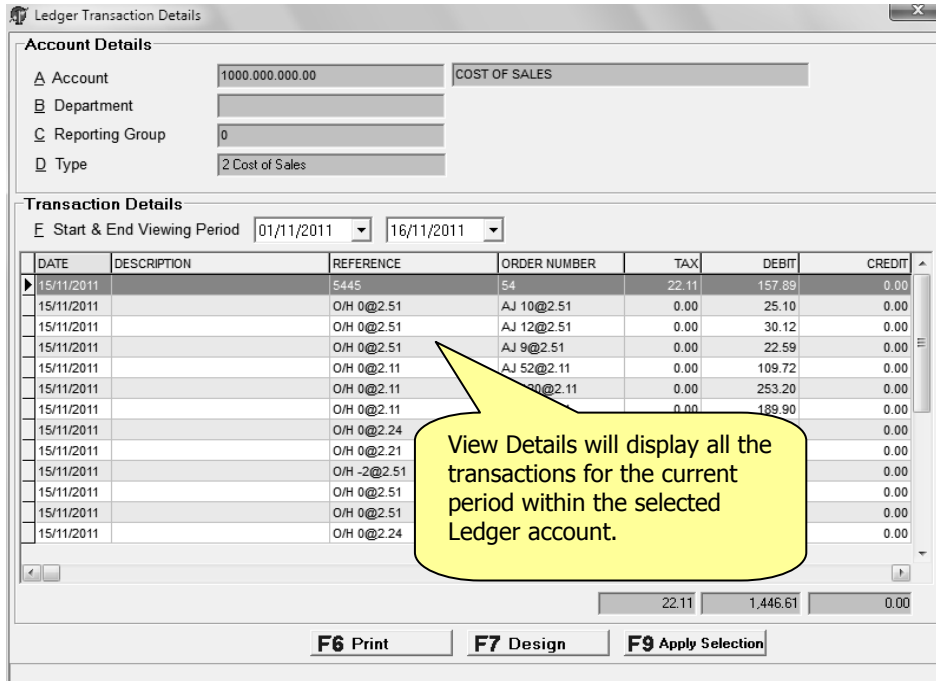 Ledger Transaction Details
Account Details
A Account 1000.000.000.00 COST OF SALES
B Department
C Reporting Group 0
D Type 2 Cost of Sales
Transaction Details
F Start & End Viewing Period 01/11/2011 16/11/2011
DATE DESCRIPTION REFERENCE ORDER NUMBER TAX DEBIT CREDIT
15/11/2011 5445 54 22.11 157.89 0.00
15/11/2011 O/H 0@2.51 AJ 10@2.51 0.00 25.10 0.00
15/11/2011 O/H 0@2.51 AJ 12@2.51 0.00 30.12 0.00
15/11/2011 O/H 0@2.51 AJ 9@2.51 0.00 22.59 0.00
15/11/2011 O/H 0@2.11 AJ 52@2.11 0.00 109.72 0.00
15/11/2011 O/H 0@2.11 0.00 253.20 0.00
15/11/2011 O/H 0@2.11 0.00 189.90 0.00
15/11/2011 O/H 0@2.24 0.00
15/11/2011 O/H 0@2.21 0.00
15/11/2011 O/H -2@2.51 0.00
15/11/2011 O/H 0@2.51 0.00
15/11/2011 O/H 0@2.51 0.00
15/11/2011 O/H 0@2.24 0.00
View Details will display all the
transactions for the current
period within the selected
Ledger account.
22.11 1,446.61 0.00
F6 Print F7 Design F9 Apply Selection